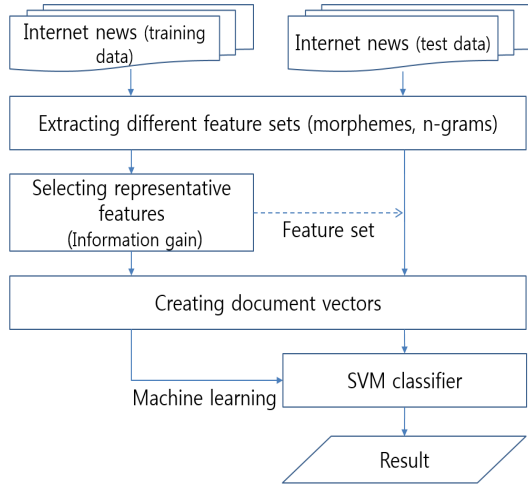 Internet news (training
data)
Internet news (test data)
Extracting different feature sets (morphemes, n-grams)
Selecting representative
features
(Information gain)
Feature set
Creating document vectors
Machine learning
SVM classifier
Result